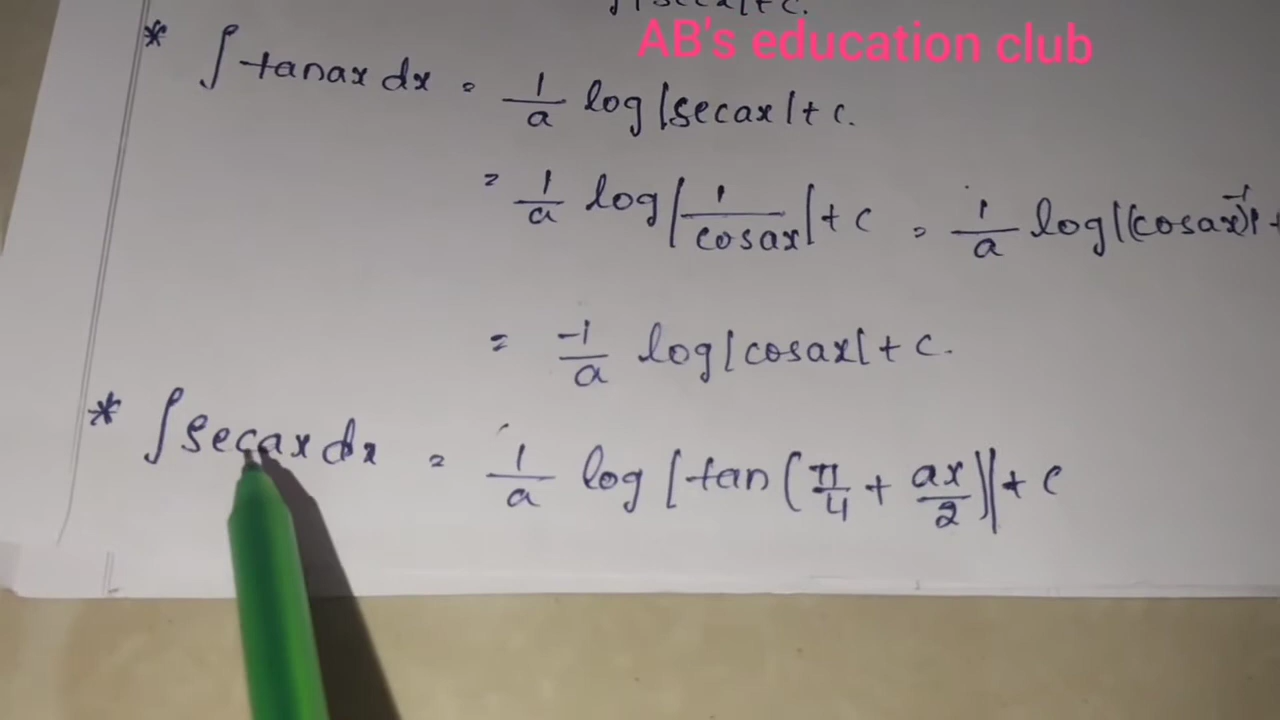 AB's education club
* ∫ tanax dx = 1/a log|secax| + c.
= 1/a log|1/cosax| + c = 1/a log|(cosax)⁻¹| +
= -1/a log|cosax| + c.
* ∫ secax dx = 1/a log|tan(π/4 + ax/2)| + c